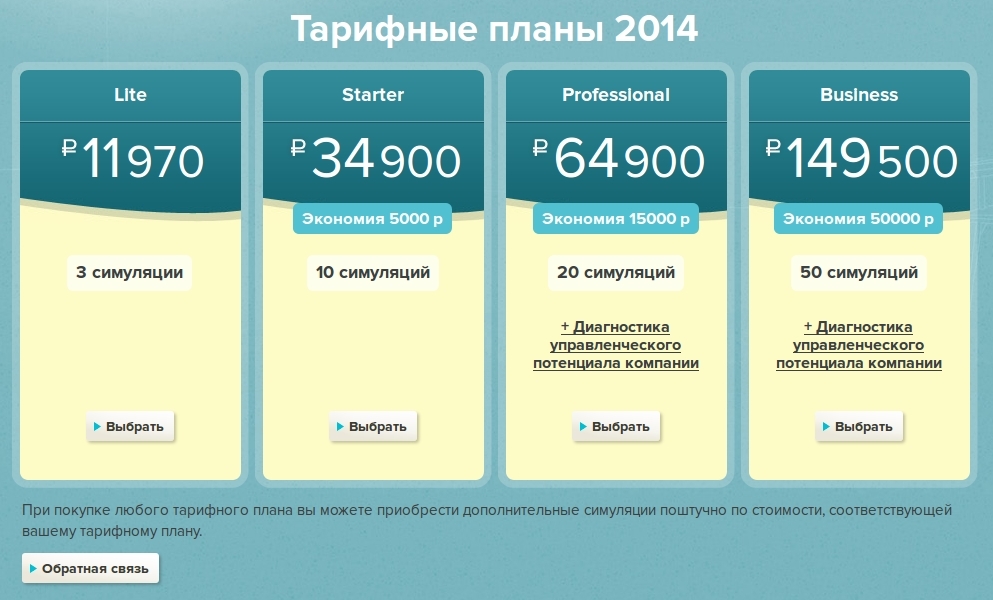 Тарифные планы 2014
Lite
Starter
Professional
Business
₽ 11 970
₽ 34 900
₽ 64 900
₽ 149 500
Экономия 5000 р
Экономия 15000 р
Экономия 50000 р
3 симуляции
10 симуляций
20 симуляций
50 симуляций
+ Диагностика
управленческого
потенциала компании
+ Диагностика
управленческого
потенциала компании
Выбрать
Выбрать
Выбрать
Выбрать
При покупке любого тарифного плана вы можете приобрести дополнительные симуляции поштучно по стоимости, соответствующей
вашему тарифному плану.
Обратная связь